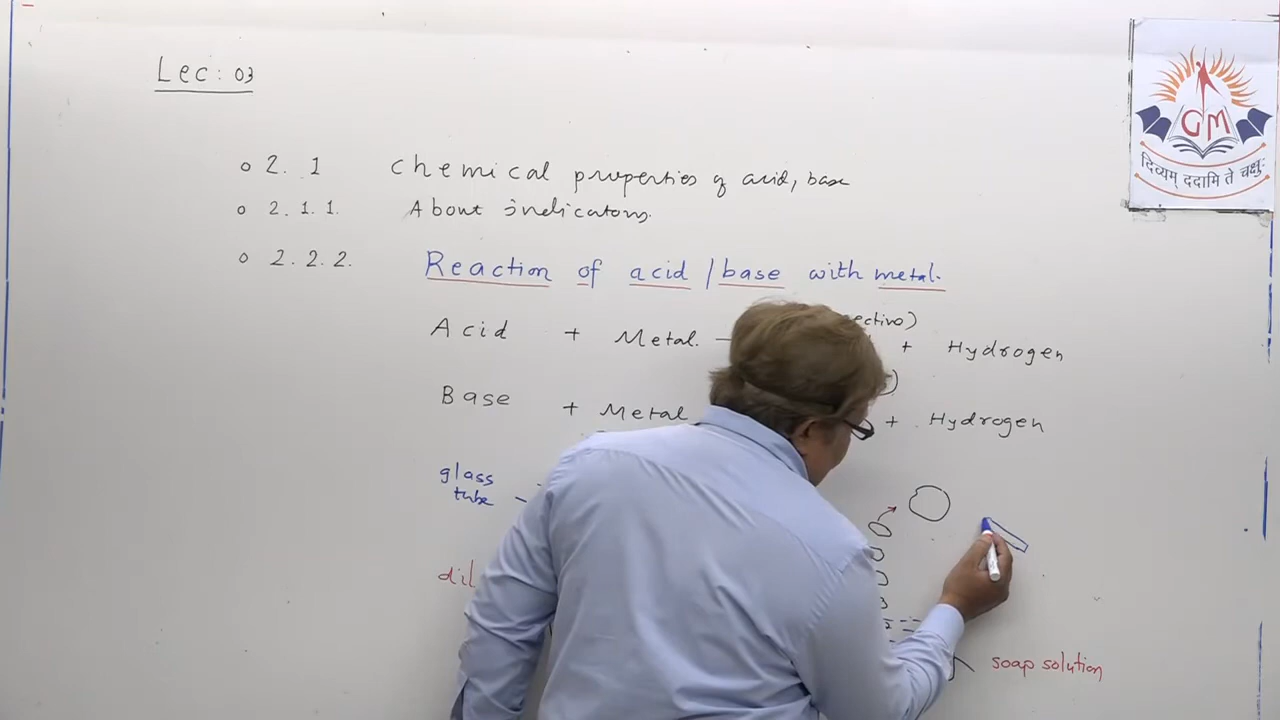 Lec: 03
GM
दिव्यम् ददामि ते चक्षुः
2. 1 Chemical properties of acid, base
2. 1. 1. About indicators.
2. 2. 2. Reaction of acid / base with metal.
Acid + Metal. + Hydrogen
Base + Metal + Hydrogen
glass
tube
dil
soap solution